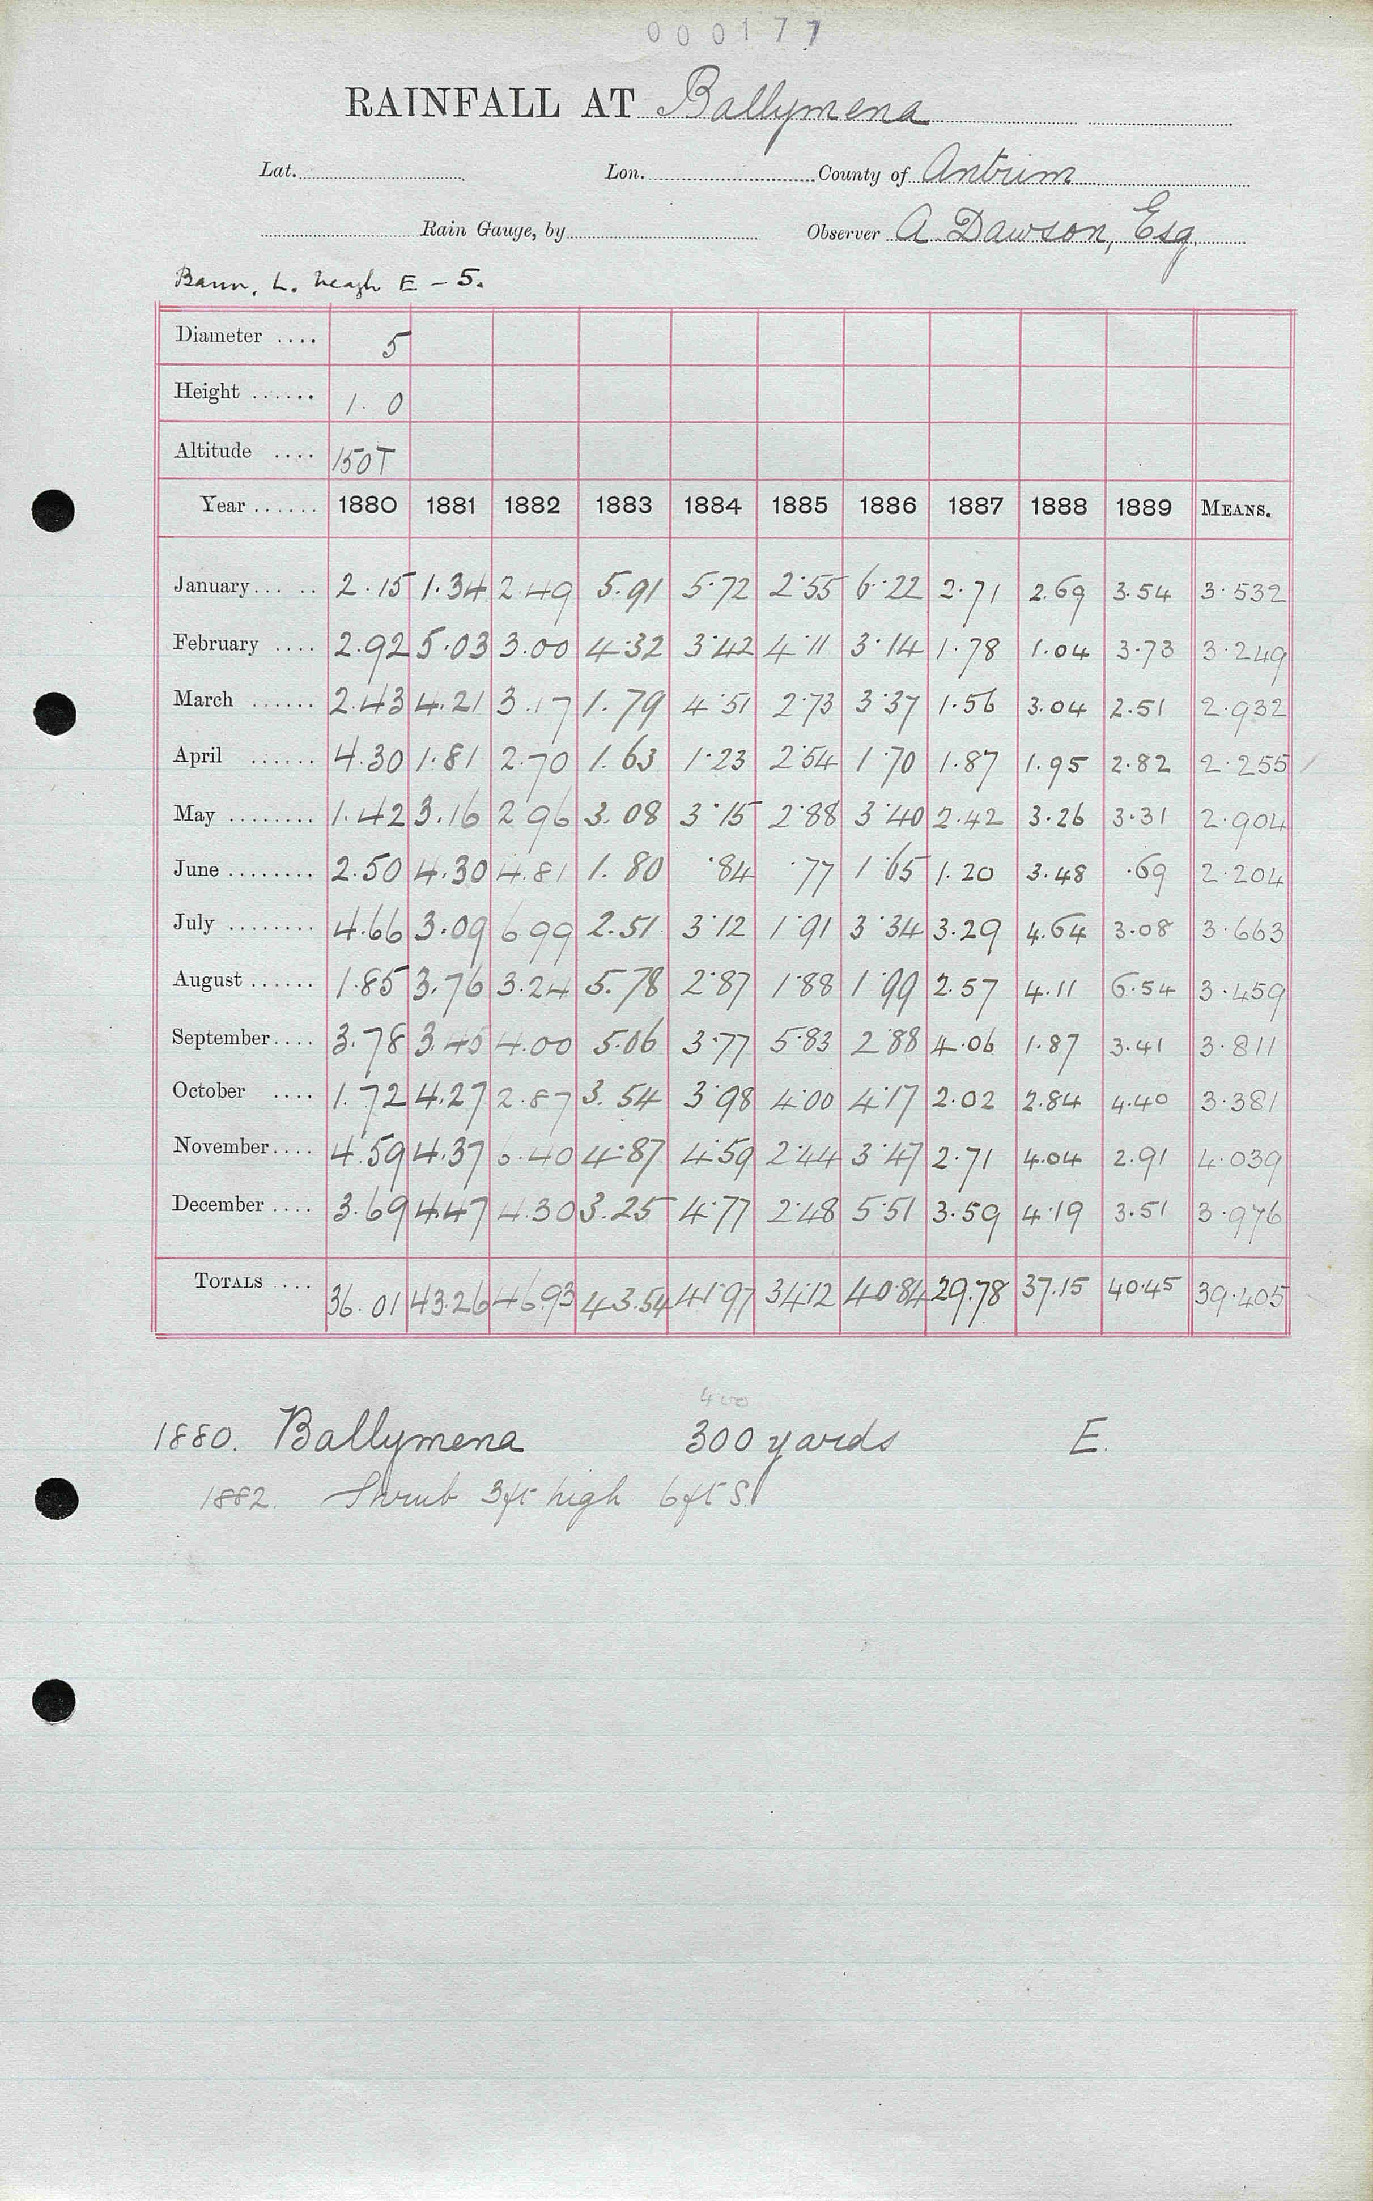 000177
RAINFALL AT Ballymena
Lat. Lon. County of Antrim
Rain Gauge, by Observer A Dawson, Esq
Bann, L. Neagh E - 5.
Diameter .... 5
Height ...... 1. 0
Altitude .... 150T
Year ...... 1880 1881 1882 1883 1884 1885 1886 1887 1888 1889 MEANS.
January... .. 2.15 1.34 2.49 5.91 5.72 2.55 6.22 2.71 2.69 3.54 3.532
February .... 2.92 5.03 3.00 4.32 3.42 4.11 3.14 1.78 1.04 3.73 3.249
March ...... 2.43 4.21 3.17 1.79 4.51 2.73 3.37 1.56 3.04 2.51 2.932
April ...... 4.30 1.81 2.70 1.63 1.23 2.54 1.70 1.87 1.95 2.82 2.255
May ........ 1.42 3.16 2.96 3.08 3.15 2.88 3.40 2.42 3.26 3.31 2.904
June ........ 2.50 4.30 4.81 1.80 .84 .77 1.65 1.20 3.48 .69 2.204
July ........ 4.66 3.09 6.99 2.51 3.12 1.91 3.34 3.29 4.64 3.08 3.663
August ...... 1.85 3.76 3.24 5.78 2.87 1.88 1.99 2.57 4.11 6.54 3.459
September.... 3.78 3.45 4.00 5.06 3.77 5.83 2.88 4.06 1.87 3.41 3.811
October .... 1.72 4.27 2.87 3.54 3.98 4.00 4.17 2.02 2.84 4.40 3.381
November.... 4.59 4.37 6.40 4.87 4.59 2.44 3.47 2.71 4.04 2.91 4.039
December .... 3.69 4.47 4.30 3.25 4.77 2.48 5.51 3.59 4.19 3.51 3.976
TOTALS .... 36.01 43.26 46.93 43.54 41.97 34.12 40.84 29.78 37.15 40.45 39.405
400
1880. Ballymena 300 yards E.
1882. Shrub 3ft high 6ft S.